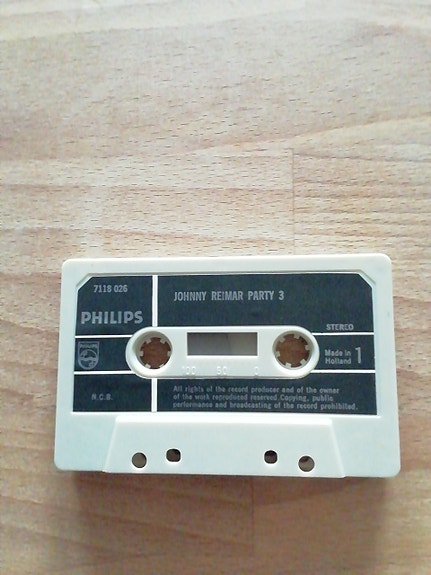 7118 026
JOHNNY REIMAR PARTY 3
PHILIPS
STEREO
PHILIPS
Made in
Holland
1
100 50 0
N.C.B.
All rights of the record producer and of the owner
of the work reproduced reserved Copying, public
performance and broadcasting of the record prohibited.